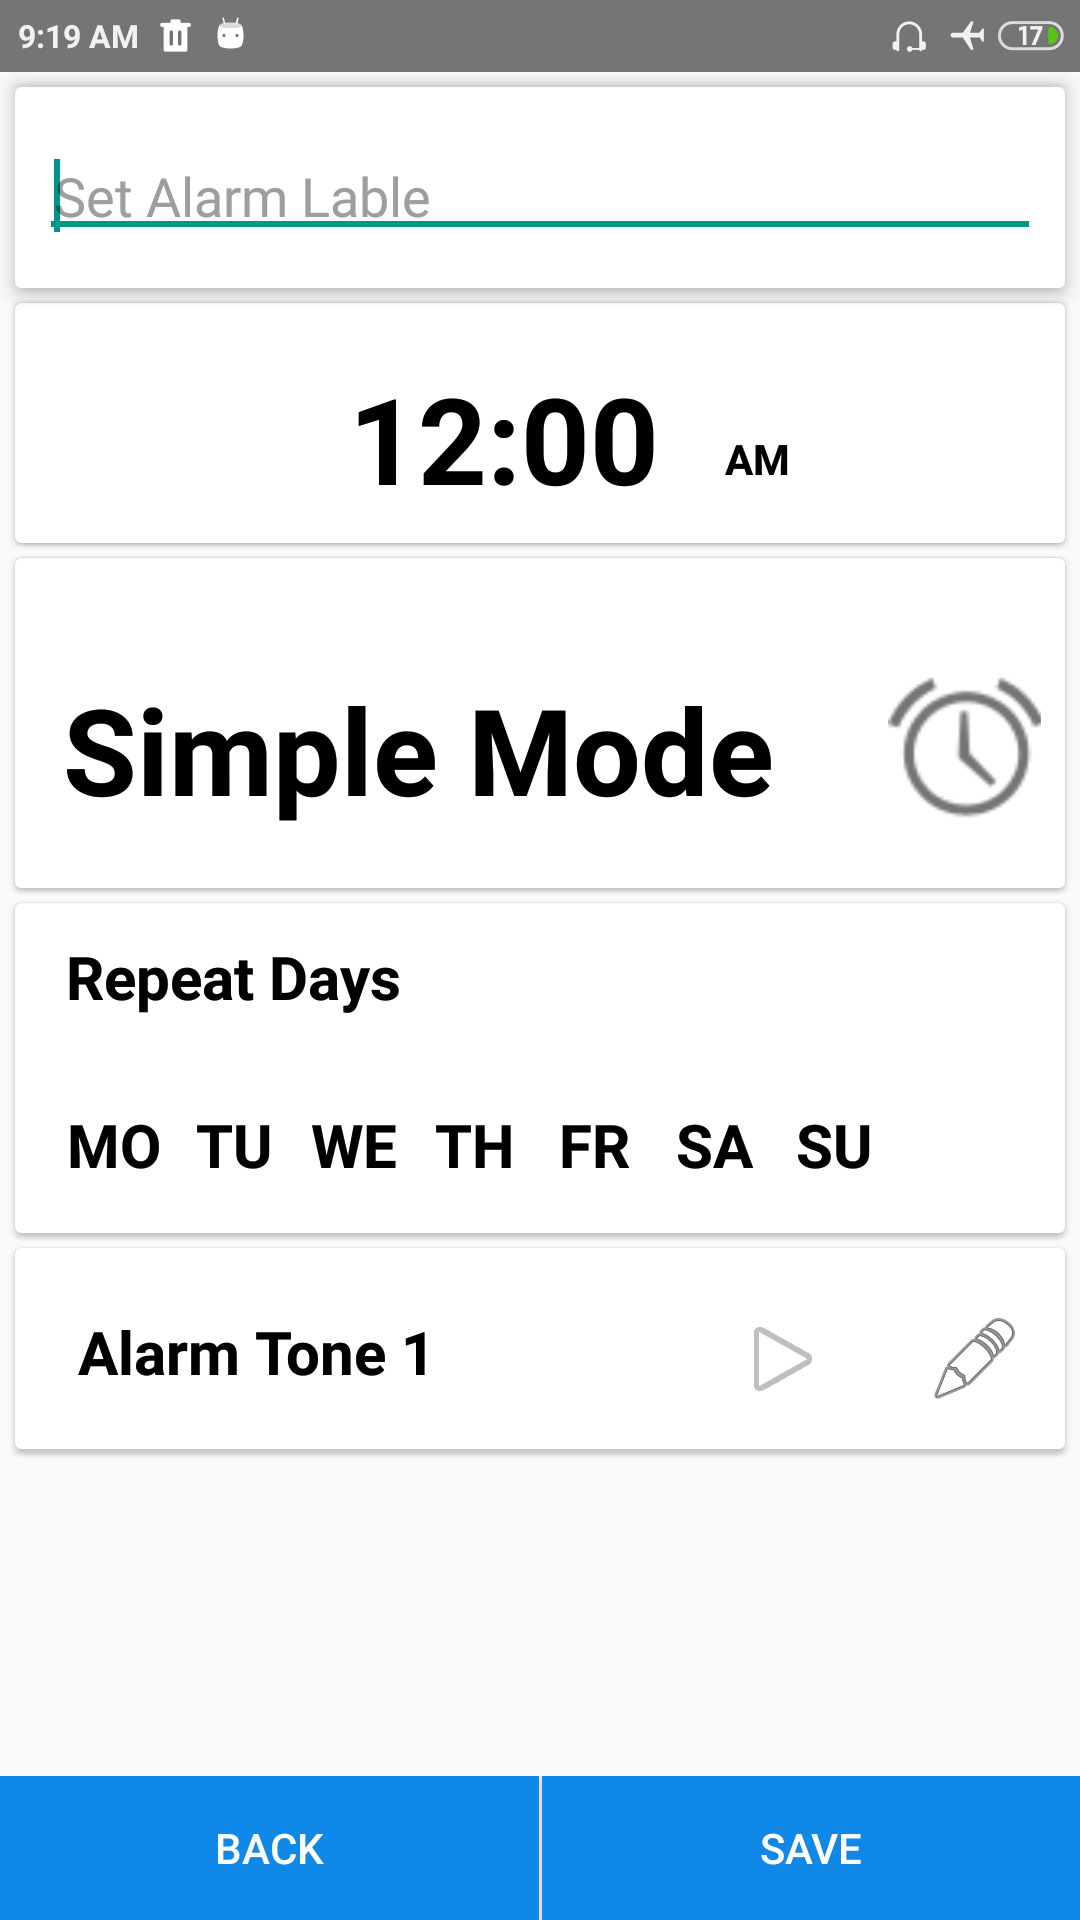 9:19 AM 17
Set Alarm Lable
12:00 AM
Simple Mode
Repeat Days
MO TU WE TH FR SA SU
Alarm Tone 1
BACK SAVE